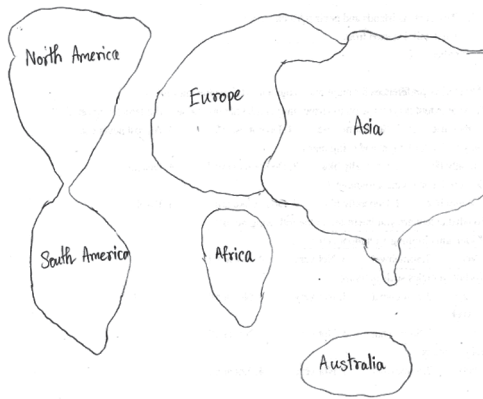 North America
Europe
Asia
South America
Africa
Australia